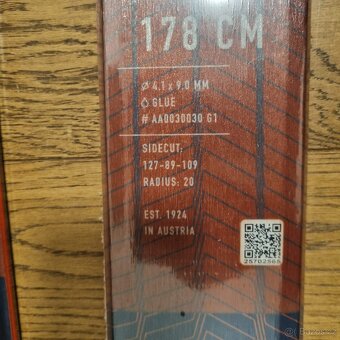 178 CM
⌀ 4.1 x 9.0 MM
GLUE
# AA0030030 G1
SIDECUT:
127-89-109
RADIUS: 20
EST. 1924
IN AUSTRIA
25702565